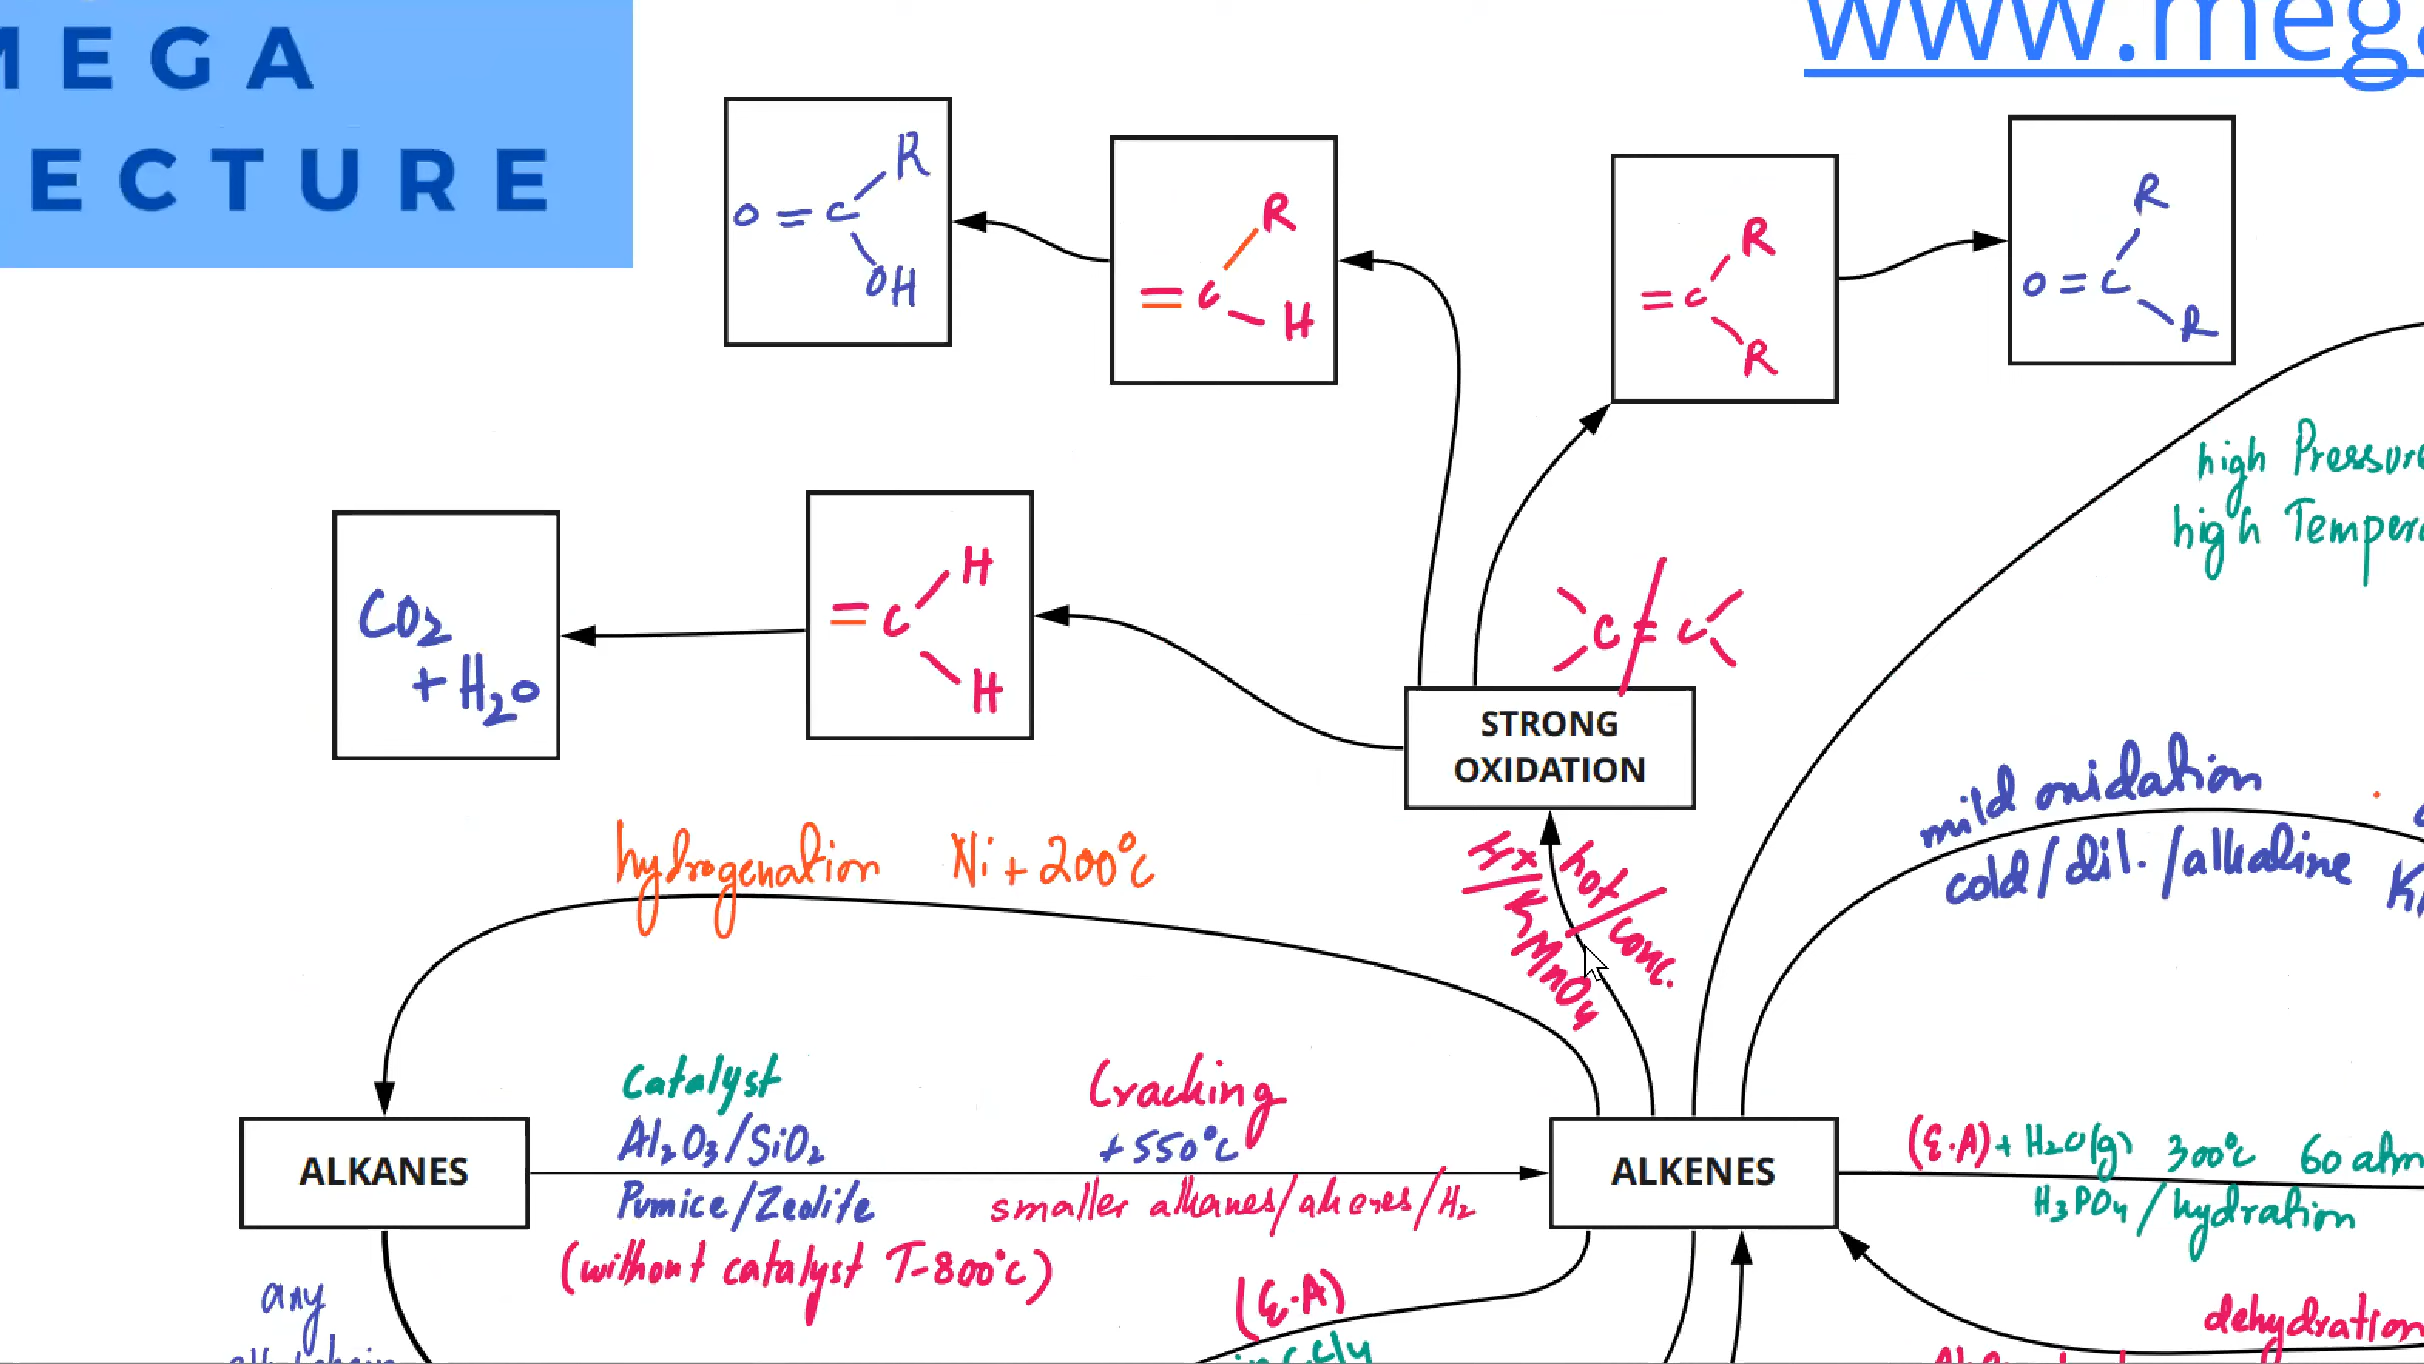 MEGA
ECTURE
www.mega
O = C R OH
= C R H
= C R R
O = C R R
high Pressure
high Tempera
CO2
+ H2O
= C H H
C = C
STRONG
OXIDATION
mild oxidation
cold/dil./alkaline
H+/KMnO4
hot/conc.
hydrogenation Ni + 200°C
catalyst
Al2O3/SiO2
Cracking
+550°C
ALKANES
ALKENES
Pumice/Zeolite
smaller alkanes/alkenes/H2
(without catalyst T-800°C)
(E.A) + H2O(g) 300°C 60 atm
H3PO4/hydration
any
(E.A)
dehydration